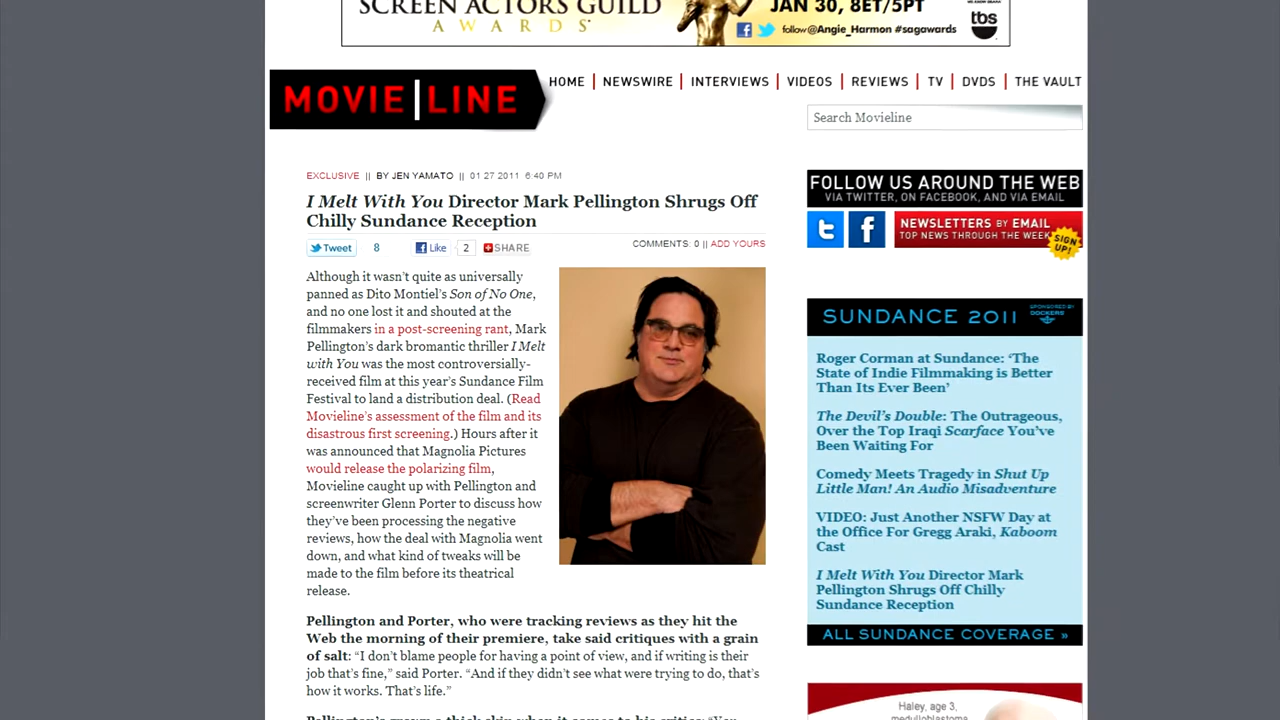 SCREEN ACTORS GUILD
AWARDS
JAN 30, 8ET/5PT
follow@Angie_Harmon #sagawards
tbs
MOVIE LINE
HOME | NEWSWIRE | INTERVIEWS | VIDEOS | REVIEWS | TV | DVDS | THE VAULT
Search Movieline
EXCLUSIVE || BY JEN YAMATO || 01 27 2011 6:40 PM
I Melt With You Director Mark Pellington Shrugs Off
Chilly Sundance Reception
Tweet 8 Like 2 SHARE
COMMENTS: 0 || ADD YOURS
Although it wasn't quite as universally
panned as Dito Montiel's Son of No One,
and no one lost it and shouted at the
filmmakers in a post-screening rant, Mark
Pellington's dark bromantic thriller I Melt
with You was the most controversially-
received film at this year's Sundance Film
Festival to land a distribution deal. (Read
Movieline's assessment of the film and its
disastrous first screening.) Hours after it
was announced that Magnolia Pictures
would release the polarizing film,
Movieline caught up with Pellington and
screenwriter Glenn Porter to discuss how
they've been processing the negative
reviews, how the deal with Magnolia went
down, and what kind of tweaks will be
made to the film before its theatrical
release.
Pellington and Porter, who were tracking reviews as they hit the
Web the morning of their premiere, take said critiques with a grain
of salt: “I don't blame people for having a point of view, and if writing is their
job that's fine,” said Porter. “And if they didn't see what were trying to do, that's
how it works. That's life.”
Pellington's grown a thick skin when it comes to his critics: “You
FOLLOW US AROUND THE WEB
VIA TWITTER, ON FACEBOOK, AND VIA EMAIL
NEWSLETTERS BY EMAIL
TOP NEWS THROUGH THE WEEK
SIGN
UP!
SUNDANCE 2011
SPONSORED BY
DOCKERS
Roger Corman at Sundance: ‘The
State of Indie Filmmaking is Better
Than Its Ever Been’
The Devil's Double: The Outrageous,
Over the Top Iraqi Scarface You've
Been Waiting For
Comedy Meets Tragedy in Shut Up
Little Man! An Audio Misadventure
VIDEO: Just Another NSFW Day at
the Office For Gregg Araki, Kaboom
Cast
I Melt With You Director Mark
Pellington Shrugs Off Chilly
Sundance Reception
ALL SUNDANCE COVERAGE »
Haley, age 3,
medulloblastoma